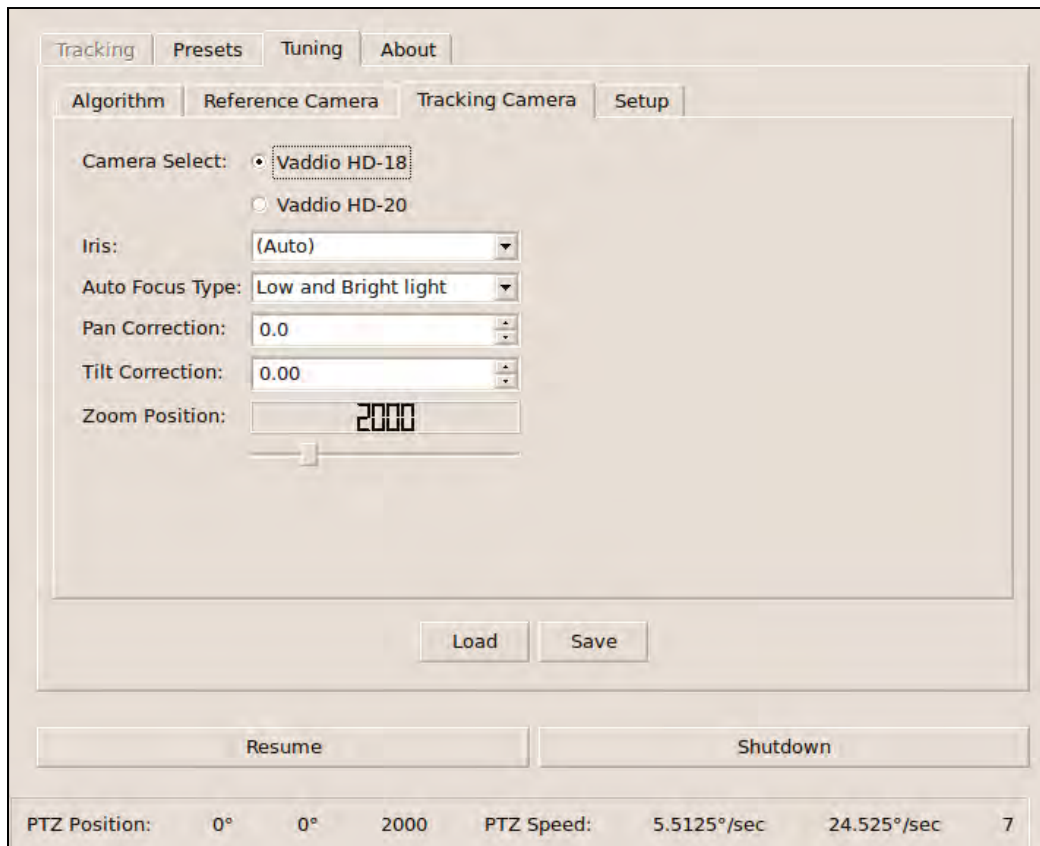 Tracking Presets Tuning About
Algorithm Reference Camera Tracking Camera Setup
Camera Select: Vaddio HD-18
Vaddio HD-20
Iris: (Auto)
Auto Focus Type: Low and Bright light
Pan Correction: 0.0
Tilt Correction: 0.00
Zoom Position: 2000
Load Save
Resume Shutdown
PTZ Position: 0° 0° 2000 PTZ Speed: 5.5125°/sec 24.525°/sec 7